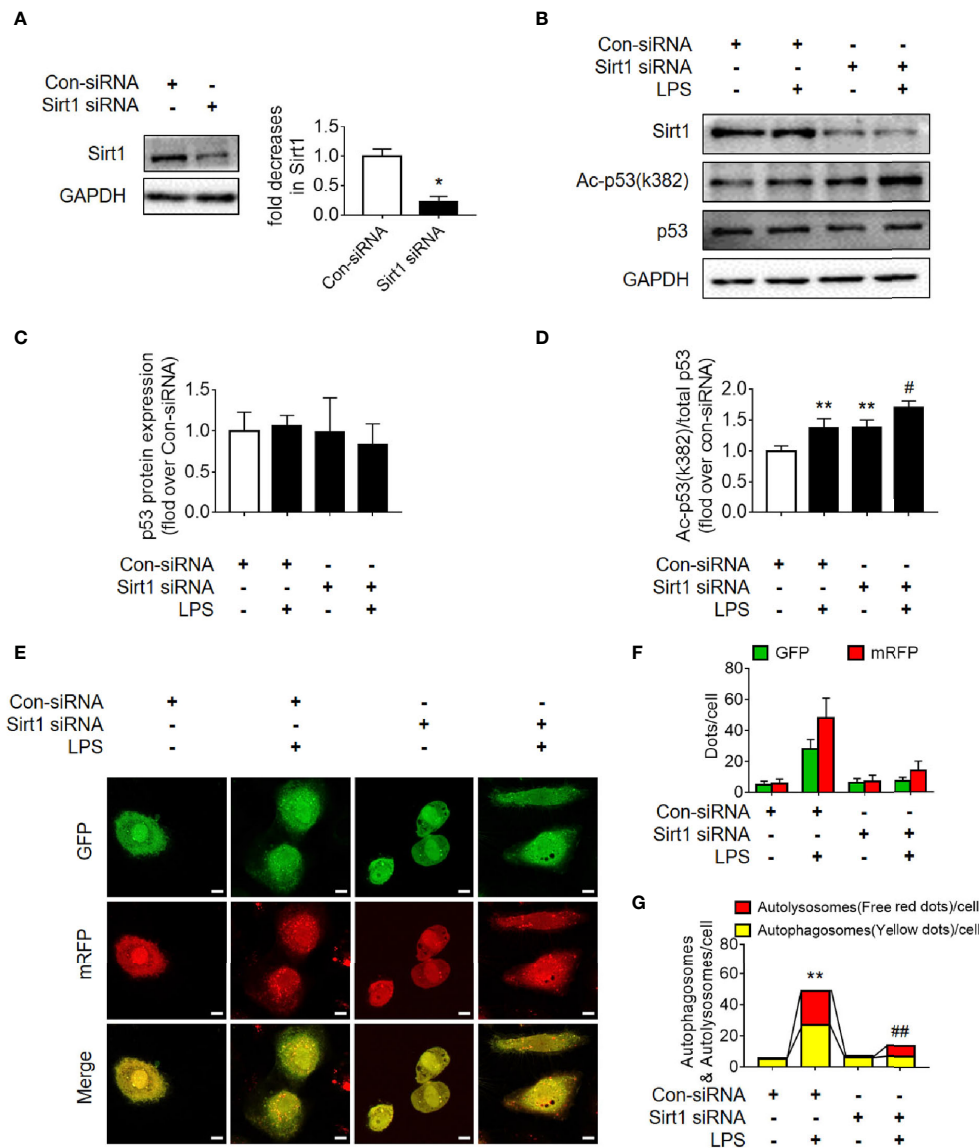 A
Con-siRNA + -
Sirt1 siRNA - +
Sirt1
GAPDH
fold decreases
in Sirt1
1.5
1.0
0.5
0.0
*
Con-siRNA
Sirt1 siRNA
B
Con-siRNA + + - -
Sirt1 siRNA - - + +
LPS - + - +
Sirt1
Ac-p53(k382)
p53
GAPDH
C
p53 protein expression
(flod over Con-siRNA)
1.5
1.0
0.5
0.0
Con-siRNA + + - -
Sirt1 siRNA - - + +
LPS - + - +
D
Ac-p53(k382)/total p53
(flod over con-siRNA)
2.0
1.5
1.0
0.5
0.0
** ** #
Con-siRNA + + - -
Sirt1 siRNA - - + +
LPS - + - +
E
Con-siRNA + + - -
Sirt1 siRNA - - + +
LPS - + - +
GFP
mRFP
Merge
F
GFP mRFP
Dots/cell
80
60
40
20
0
Con-siRNA + + - -
Sirt1 siRNA - - + +
LPS - + - +
G
Autolysosomes(Free red dots)/cell
Autophagosomes(Yellow dots)/cell
Autophagosomes
& Autolysosomes/cell
80
60
40
20
0
** ##
Con-siRNA + + - -
Sirt1 siRNA - - + +
LPS - + - +